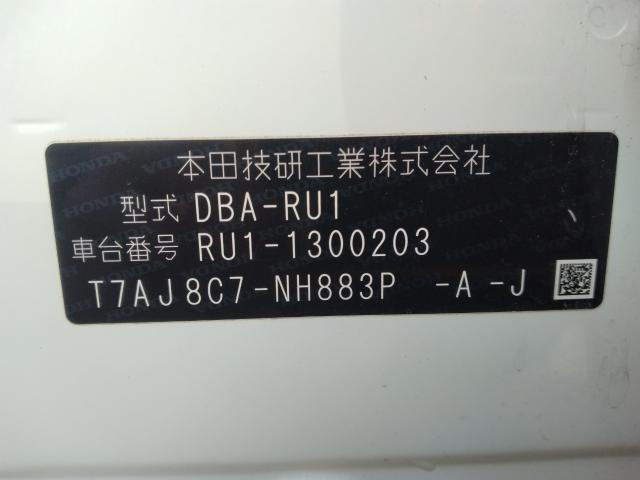 本田技研工業株式会社
型式 DBA-RU1
車台番号 RU1-1300203
T7AJ8C7-NH883P -A -J